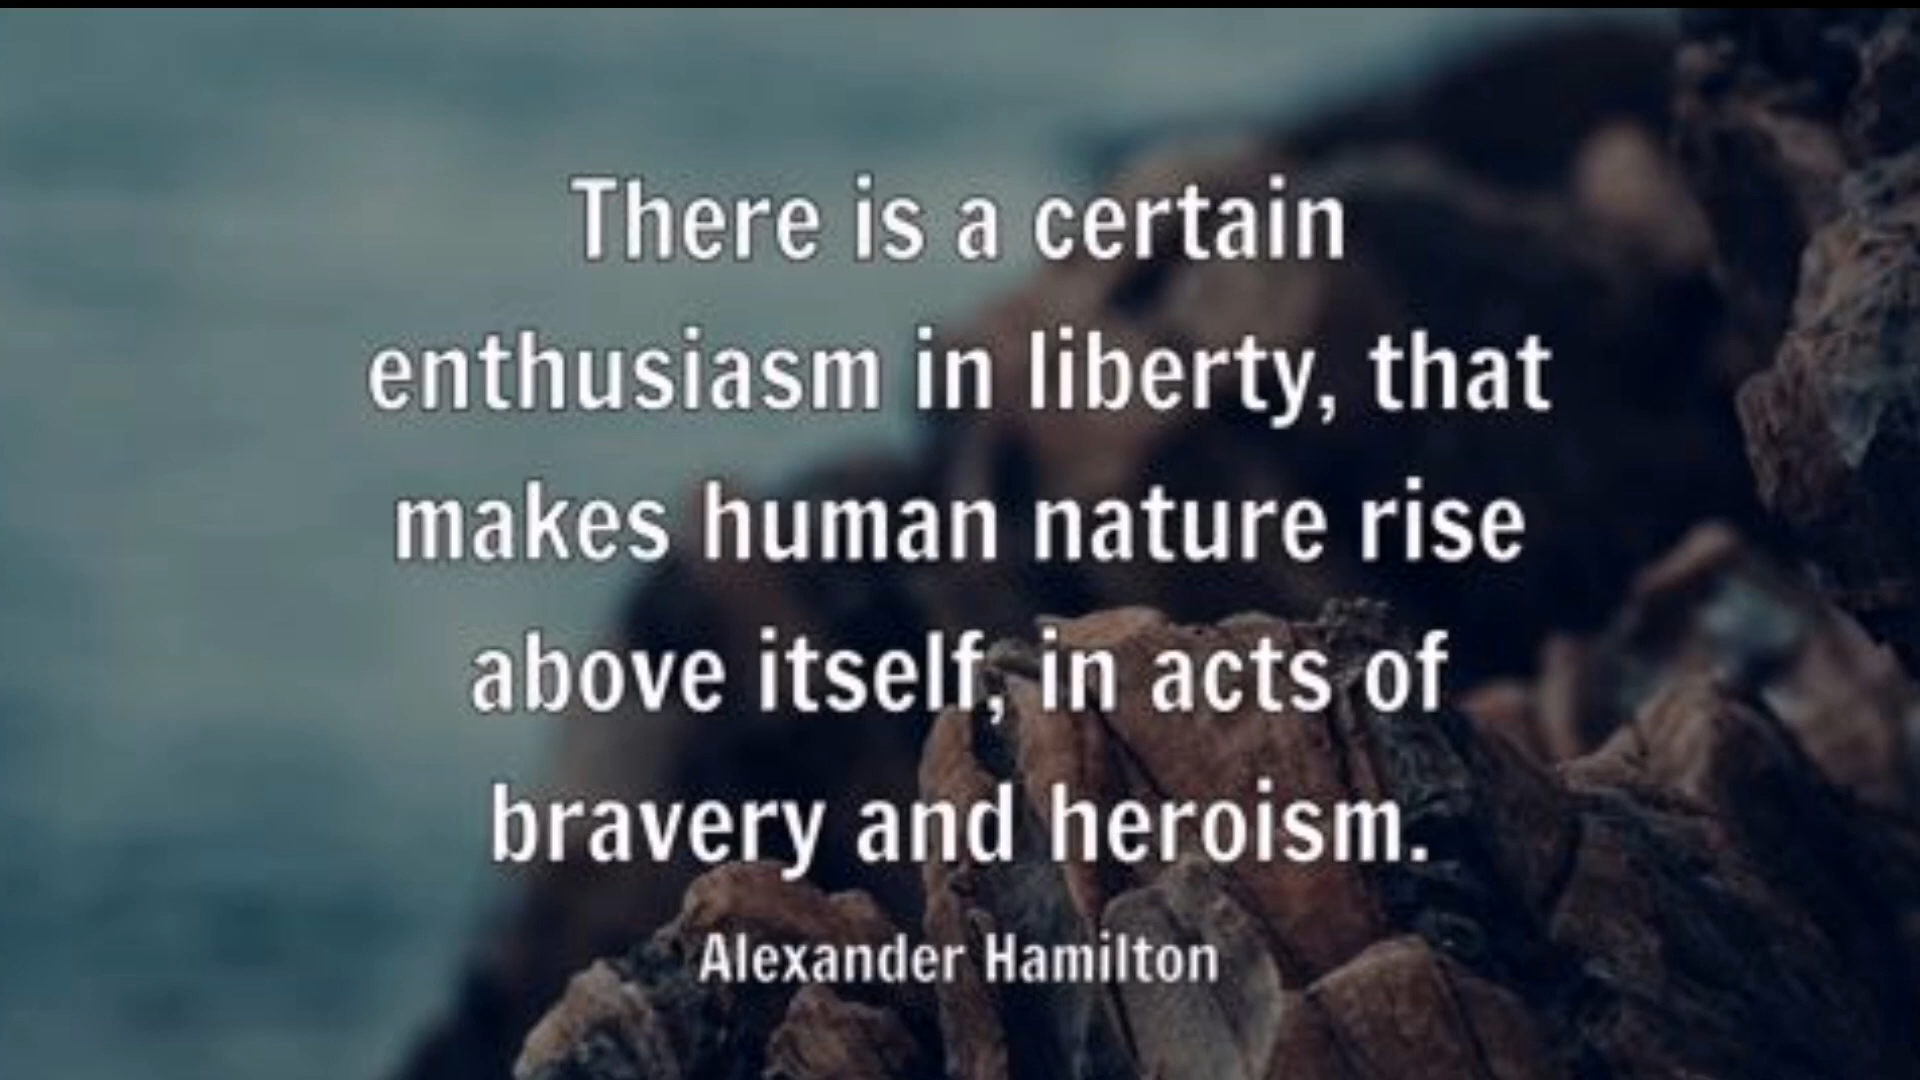 There is a certain
enthusiasm in liberty, that
makes human nature rise
above itself, in acts of
bravery and heroism.
Alexander Hamilton